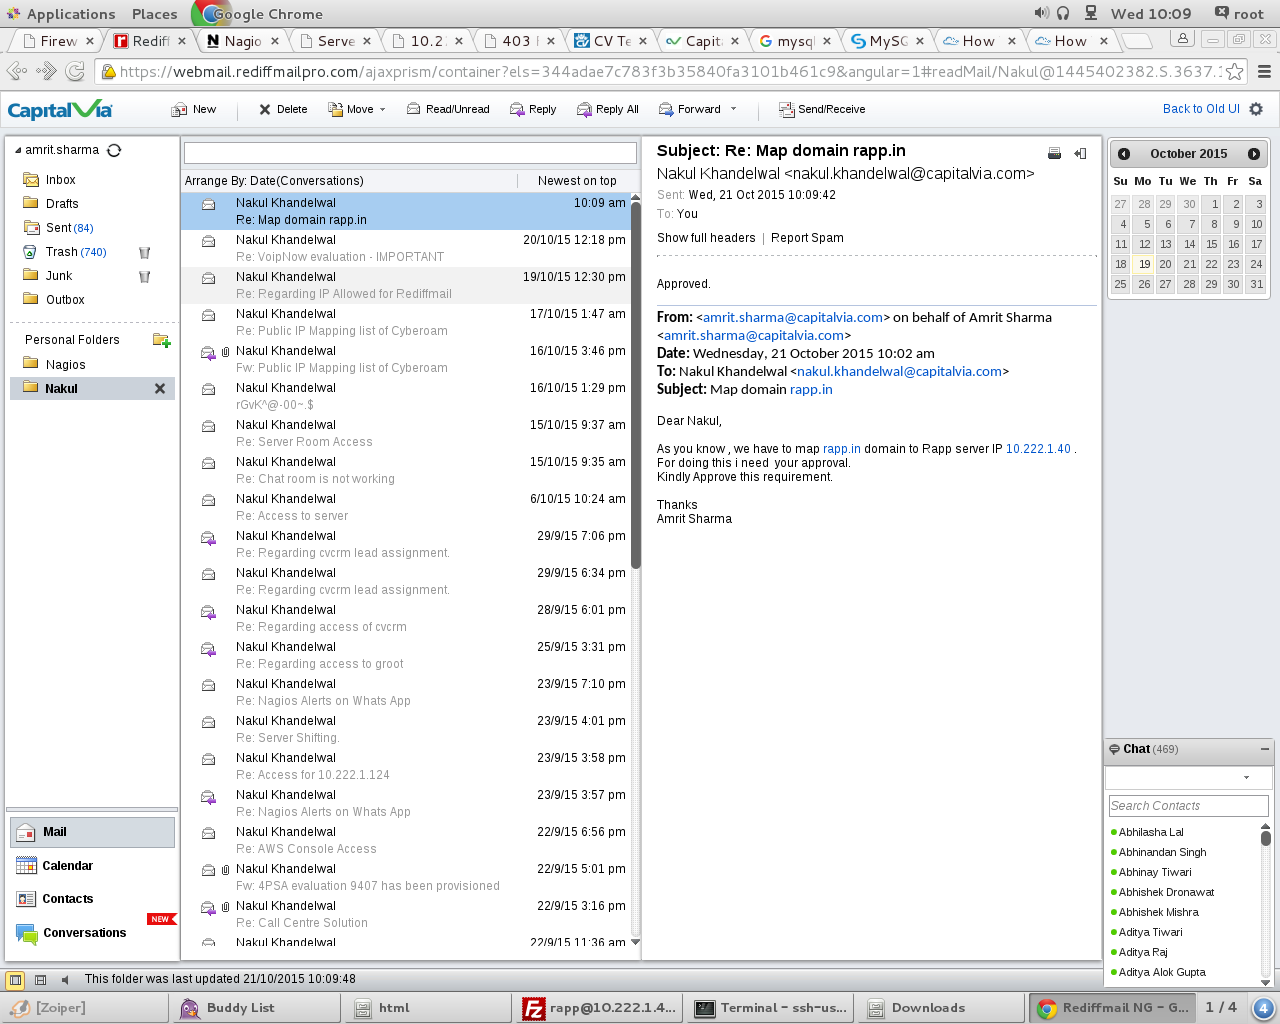 Applications Places Google Chrome Wed 10:09 root
Firew Rediff Nagio Serve 10.2 403 F CV Te Capit mysql MySC How How
https://webmail.rediffmailpro.com/ajaxprism/container?els=344adae7c783f3b35840fa3101b461c9&angular=1#readMail/Nakul@1445402382.S.3637.1
CapitalVia New Delete Move Read/Unread Reply Reply All Forward Send/Receive Back to Old UI
amrit.sharma
Inbox
Drafts
Sent (84)
Trash (740)
Junk
Outbox
Personal Folders
Nagios
Nakul
Mail
Calendar
Contacts
NEW
Conversations
Arrange By: Date(Conversations) Newest on top
Nakul Khandelwal 10:09 am
Re: Map domain rapp.in
Nakul Khandelwal 20/10/15 12:18 pm
Re: VoipNow evaluation - IMPORTANT
Nakul Khandelwal 19/10/15 12:30 pm
Re: Regarding IP Allowed for Rediffmail
Nakul Khandelwal 17/10/15 1:47 am
Re: Public IP Mapping list of Cyberoam
Nakul Khandelwal 16/10/15 3:46 pm
Fw: Public IP Mapping list of Cyberoam
Nakul Khandelwal 16/10/15 1:29 pm
rGvK^@-00~.$
Nakul Khandelwal 15/10/15 9:37 am
Re: Server Room Access
Nakul Khandelwal 15/10/15 9:35 am
Re: Chat room is not working
Nakul Khandelwal 6/10/15 10:24 am
Re: Access to server
Nakul Khandelwal 29/9/15 7:06 pm
Re: Regarding cvcrm lead assignment.
Nakul Khandelwal 29/9/15 6:34 pm
Re: Regarding cvcrm lead assignment.
Nakul Khandelwal 28/9/15 6:01 pm
Re: Regarding access of cvcrm
Nakul Khandelwal 25/9/15 3:31 pm
Re: Regarding access to groot
Nakul Khandelwal 23/9/15 7:10 pm
Re: Nagios Alerts on Whats App
Nakul Khandelwal 23/9/15 4:01 pm
Re: Server Shifting.
Nakul Khandelwal 23/9/15 3:58 pm
Re: Access for 10.222.1.124
Nakul Khandelwal 23/9/15 3:57 pm
Re: Nagios Alerts on Whats App
Nakul Khandelwal 22/9/15 6:56 pm
Re: AWS Console Access
Nakul Khandelwal 22/9/15 5:01 pm
Fw: 4PSA evaluation 9407 has been provisioned
Nakul Khandelwal 22/9/15 3:16 pm
Re: Call Centre Solution
Nakul Khandelwal 22/9/15 11:36 am
Subject: Re: Map domain rapp.in
Nakul Khandelwal <nakul.khandelwal@capitalvia.com>
Sent: Wed, 21 Oct 2015 10:09:42
To: You
Show full headers | Report Spam
Approved.
From: <amrit.sharma@capitalvia.com> on behalf of Amrit Sharma
<amrit.sharma@capitalvia.com>
Date: Wednesday, 21 October 2015 10:02 am
To: Nakul Khandelwal <nakul.khandelwal@capitalvia.com>
Subject: Map domain rapp.in
Dear Nakul,
As you know , we have to map rapp.in domain to Rapp server IP 10.222.1.40 .
For doing this i need your approval.
Kindly Approve this requirement.
Thanks
Amrit Sharma
October 2015
Su Mo Tu We Th Fr Sa
27 28 29 30 1 2 3
4 5 6 7 8 9 10
11 12 13 14 15 16 17
18 19 20 21 22 23 24
25 26 27 28 29 30 31
Chat (469)
Search Contacts
Abhilasha Lal
Abhinandan Singh
Abhinay Tiwari
Abhishek Dronawat
Abhishek Mishra
Aditya Tiwari
Aditya Raj
Aditya Alok Gupta
This folder was last updated 21/10/2015 10:09:48
[Zoiper] Buddy List html rapp@10.222.1.4... Terminal - ssh-us... Downloads Rediffmail NG - G... 1 / 4 4